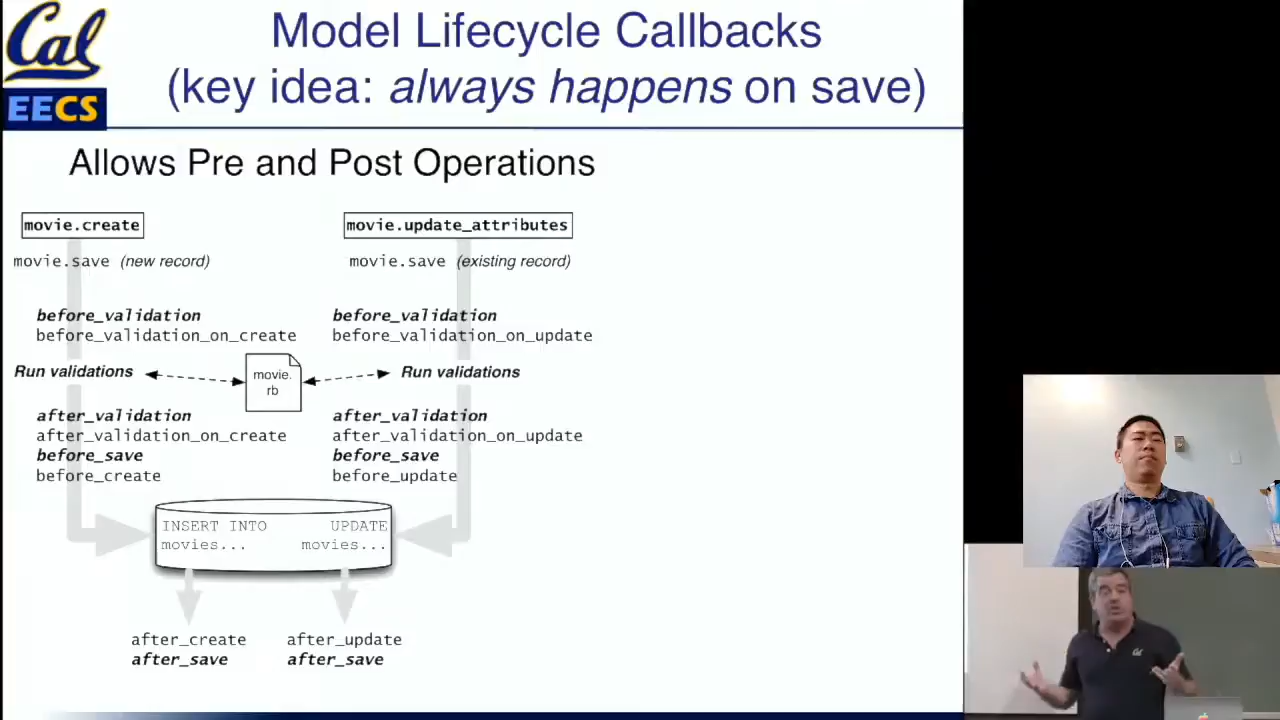 Cal
EECS
Model Lifecycle Callbacks
(key idea: always happens on save)
Allows Pre and Post Operations
movie.create
movie.save (new record)
before_validation
before_validation_on_create
Run validations
after_validation
after_validation_on_create
before_save
before_create
movie.
rb
movie.update_attributes
movie.save (existing record)
before_validation
before_validation_on_update
Run validations
after_validation
after_validation_on_update
before_save
before_update
INSERT INTO
movies...
UPDATE
movies...
after_create
after_save
after_update
after_save
Cal